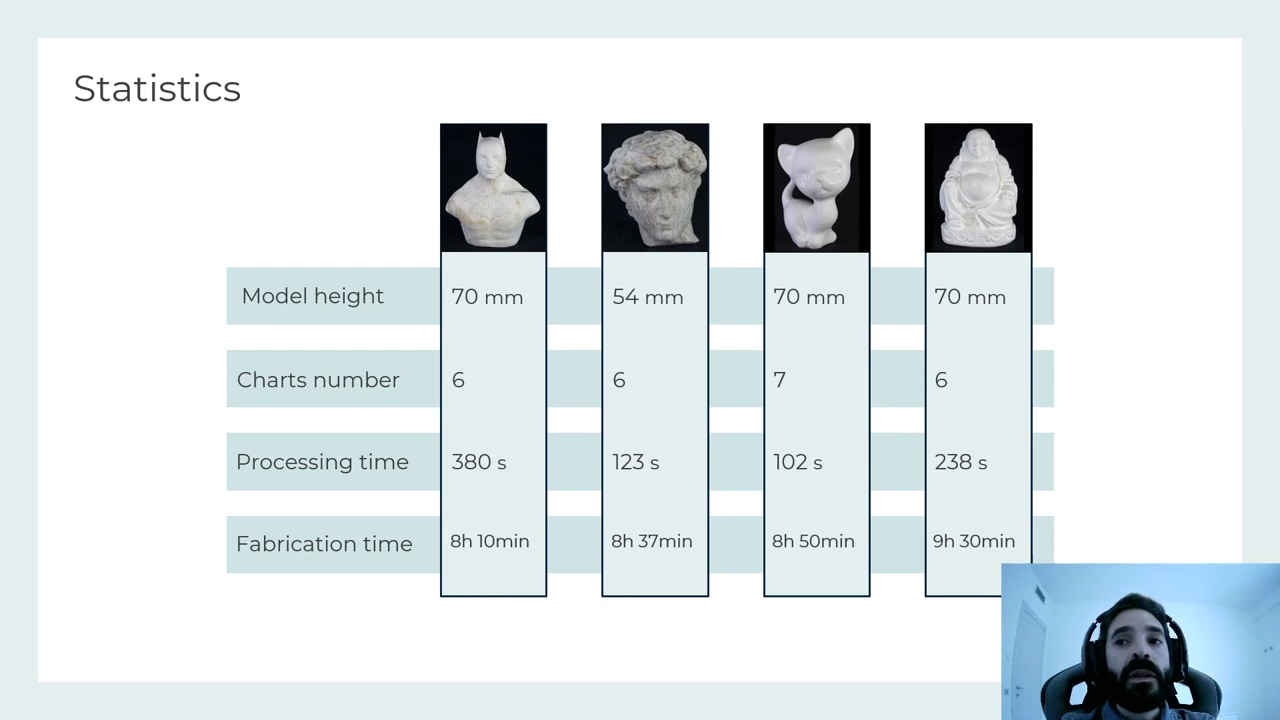 Statistics
Model height 70 mm 54 mm 70 mm 70 mm
Charts number 6 6 7 6
Processing time 380 s 123 s 102 s 238 s
Fabrication time 8h 10min 8h 37min 8h 50min 9h 30min